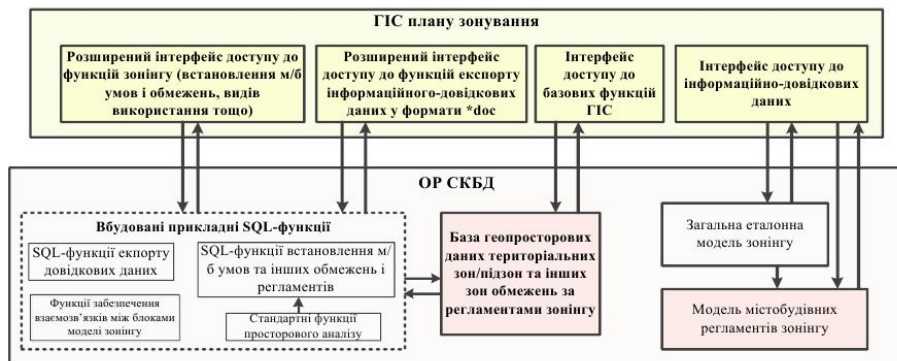 ГІС плану зонування
Розширений інтерфейс доступу до
функцій зонінгу (встановлення м/б
умов і обмежень, видів
використання тощо)
Розширений інтерфейс
доступу до функцій експорту
інформаційного-довідкових
даних у форматі *doc
Інтерфейс
доступу до
базових функцій
ГІС
Інтерфейс доступу до
інформаційно-довідкових
даних
ОР СКБД
Вбудовані прикладні SQL-функції
SQL-функції експорту
довідкових даних
SQL-функції встановлення м/
б умов та інших обмежень і
регламентів
Функції забезпечення
взаємозв'язків між блоками
моделі зонінгу
Стандартні функції
просторового аналізу
База геопросторових
даних територіальних
зон/підзон та інших
зон обмежень за
регламентами зонінгу
Загальна еталонна
модель зонінгу
Модель містобудівних
регламентів зонінгу